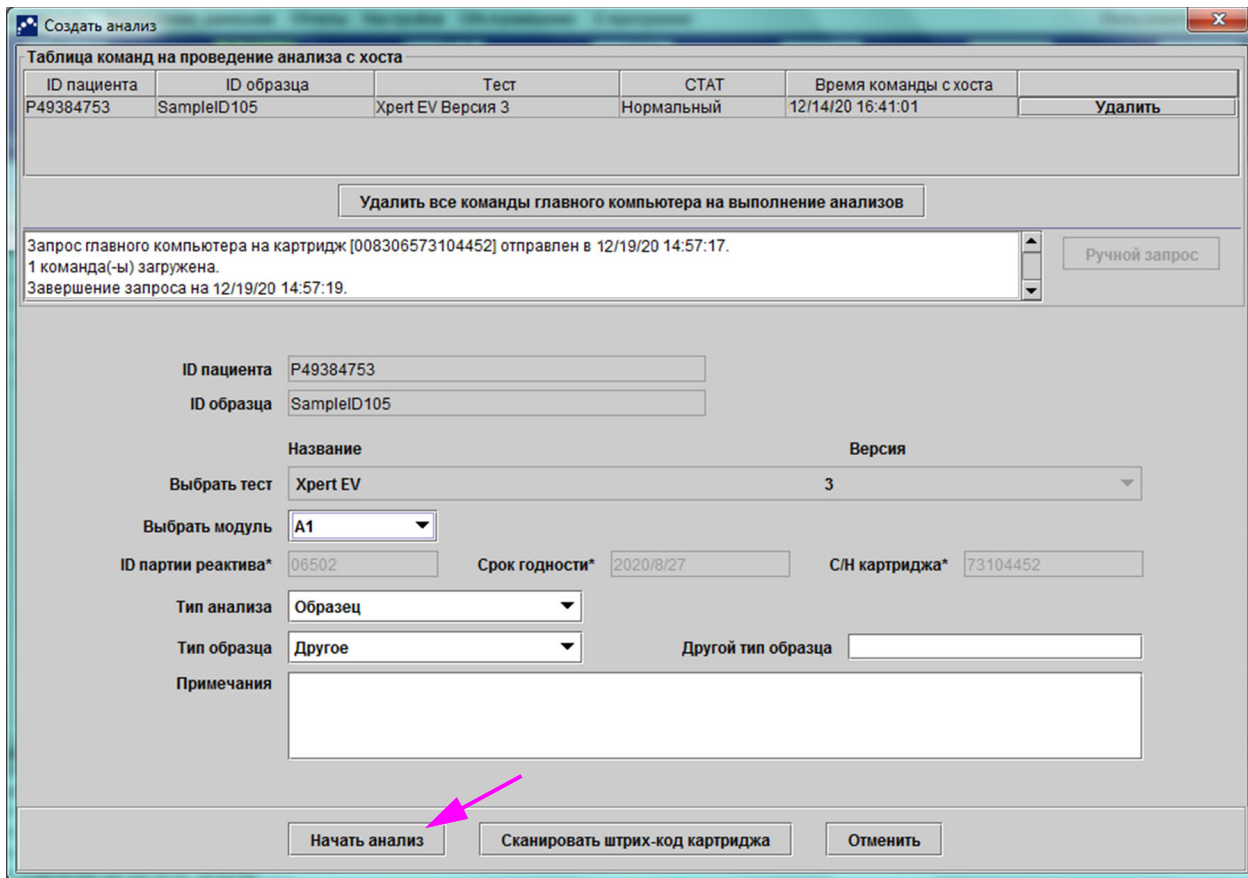 Создать анализ
Таблица команд на проведение анализа с хоста
ID пациента ID образца Тест СТАТ Время команды с хоста
P49384753 SampleID105 Xpert EV Версия 3 Нормальный 12/14/20 16:41:01 Удалить
Удалить все команды главного компьютера на выполнение анализов
Запрос главного компьютера на картридж [008306573104452] отправлен в 12/19/20 14:57:17.
1 команда(-ы) загружена.
Завершение запроса на 12/19/20 14:57:19.
Ручной запрос
ID пациента P49384753
ID образца SampleID105
Название Версия
Выбрать тест Xpert EV 3
Выбрать модуль A1
ID партии реактива* 06502 Срок годности* 2020/8/27 С/Н картриджа* 73104452
Тип анализа Образец
Тип образца Другое Другой тип образца
Примечания
Начать анализ Сканировать штрих-код картриджа Отменить